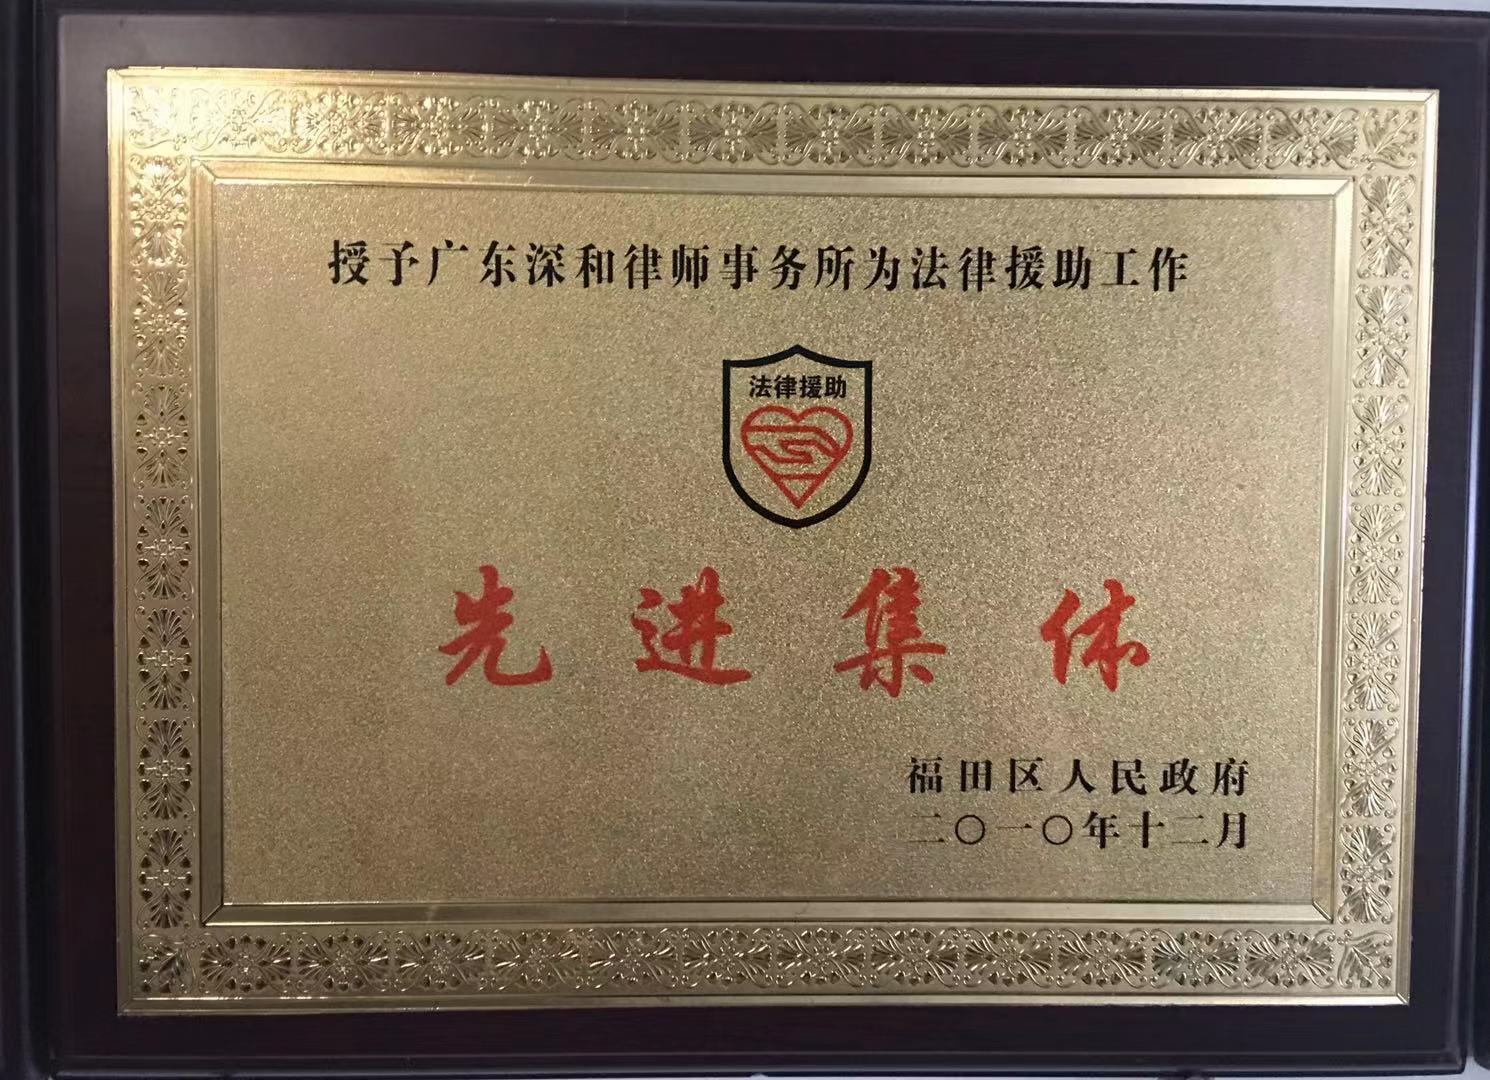 授予广东深和律师事务所为法律援助工作
法律援助
先进集体
福田区人民政府
二〇一〇年十二月